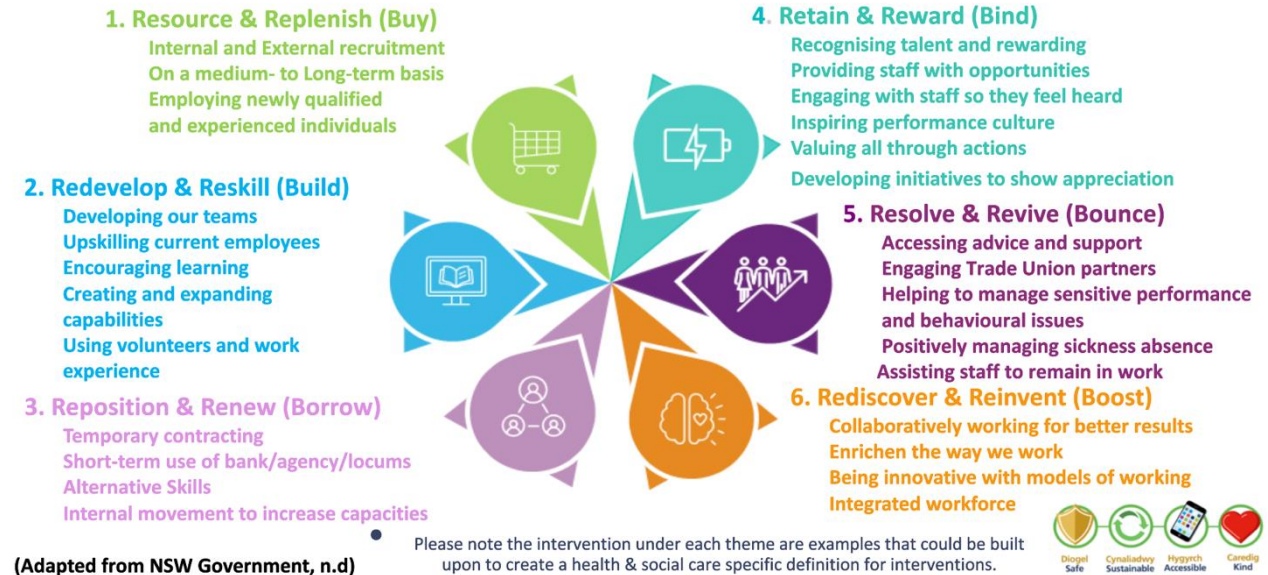 1. Resource & Replenish (Buy)
Internal and External recruitment
On a medium- to Long-term basis
Employing newly qualified
and experienced individuals
2. Redevelop & Reskill (Build)
Developing our teams
Upskilling current employees
Encouraging learning
Creating and expanding
capabilities
Using volunteers and work
experience
3. Reposition & Renew (Borrow)
Temporary contracting
Short-term use of bank/agency/locums
Alternative Skills
Internal movement to increase capacities
4. Retain & Reward (Bind)
Recognising talent and rewarding
Providing staff with opportunities
Engaging with staff so they feel heard
Inspiring performance culture
Valuing all through actions
Developing initiatives to show appreciation
5. Resolve & Revive (Bounce)
Accessing advice and support
Engaging Trade Union partners
Helping to manage sensitive performance
and behavioural issues
Positively managing sickness absence
Assisting staff to remain in work
6. Rediscover & Reinvent (Boost)
Collaboratively working for better results
Enrichen the way we work
Being innovative with models of working
Integrated workforce
(Adapted from NSW Government, n.d)
Please note the intervention under each theme are examples that could be built
upon to create a health & social care specific definition for interventions.
Diogel
Safe
Cynaliadwy
Sustainable
Hygyrch
Accessible
Caredig
Kind